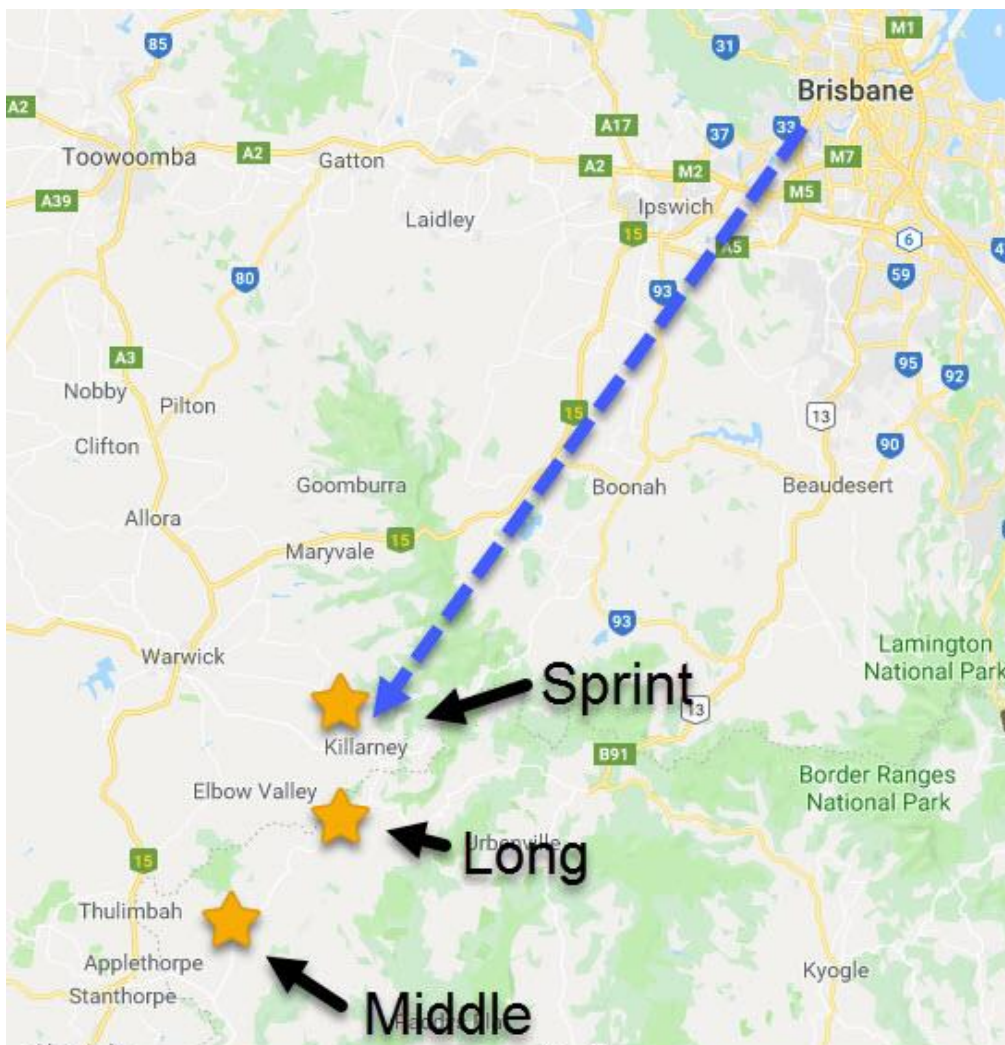 M1
85
31
Brisbane
A2
A17
37
33
Toowoomba
A2
Gatton
A2
M2
M7
A39
M5
Laidley
Ipswich
15
A5
6
4
80
93
59
A3
95
92
Nobby
Pilton
15
13
Clifton
90
Goomburra
Boonah
Beaudesert
Allora
15
Maryvale
93
Lamington
National Park
Warwick
Sprint
13
Killarney
B91
Border Ranges
National Park
Elbow Valley
Urbenville
Long
15
Thulimbah
Applethorpe
Stanthorpe
Kyogle
Middle